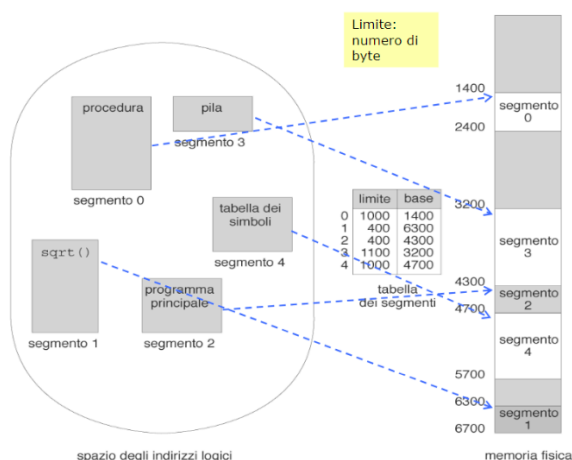 Limite:
numero di
byte
procedura
segmento 0
pila
segmento 3
tabella dei
simboli
segmento 4
sqrt()
segmento 1
programma
principale
segmento 2
spazio degli indirizzi logici
limite base
0 1000 1400
1 400 6300
2 400 4300
3 1100 3200
4 1000 4700
tabella
dei segmenti
1400
segmento
0
2400
3200
segmento
3
4300
segmento
2
4700
segmento
4
5700
6300
segmento
1
6700
memoria fisica